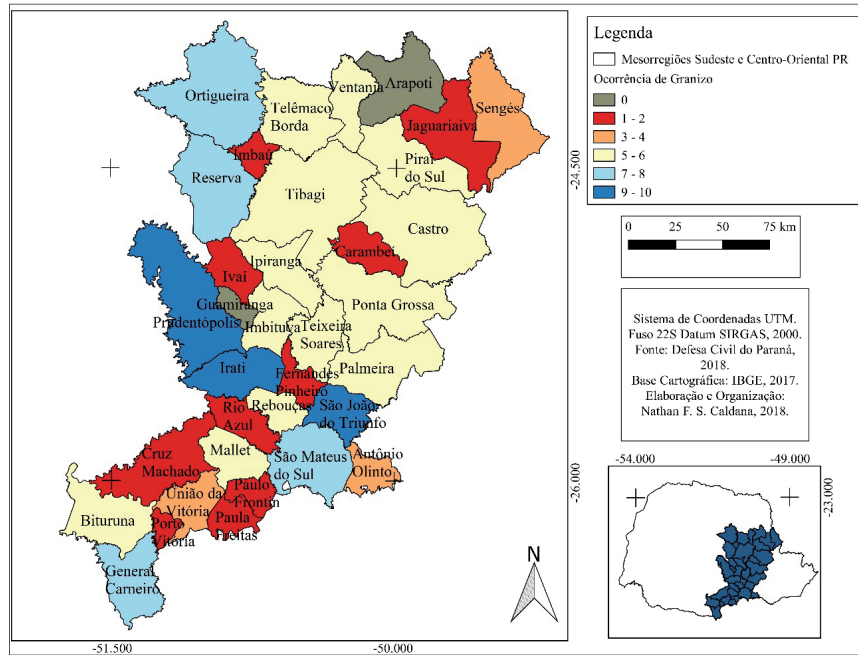 Ortigueira
Telêmaco
Borda
Ventania
Arapoti
Jaguariaíva
Sengés
Imbaú
Reserva
Tibagi
Piraí
do Sul
Castro
Carambeí
Ivaí
Ipiranga
Guamiranga
Prudentópolis
Imbituva
Teixeira
Soares
Ponta Grossa
Irati
Fernandes
Pinheiro
Palmeira
Rio
Azul
Rebouças
São João
do Triunfo
Cruz
Machado
Mallet
São Mateus
do Sul
Antônio
Olinto
Bituruna
União da
Vitória
Paulo
Frontin
Porto
Vitória
Paula
Freitas
General
Carneiro
N
-51.500
-50.000
-24.500
-26.000
Legenda
Mesorregiões Sudeste e Centro-Oriental PR
Ocorrência de Granizo
0
1 - 2
3 - 4
5 - 6
7 - 8
9 - 10
0 25 50 75 km
Sistema de Coordenadas UTM.
Fuso 22S Datum SIRGAS, 2000.
Fonte: Defesa Civil do Paraná,
2018.
Base Cartográfica: IBGE, 2017.
Elaboração e Organização:
Nathan F. S. Caldana, 2018.
-54.000
-49.000
-23.000